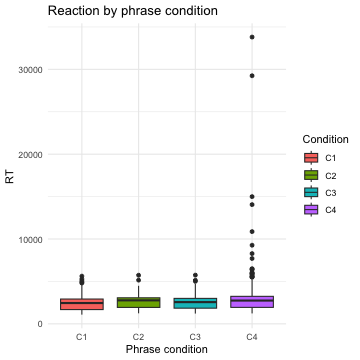 Reaction by phrase condition
RT
30000
20000
10000
0
C1 C2 C3 C4
Phrase condition
Condition
C1
C2
C3
C4